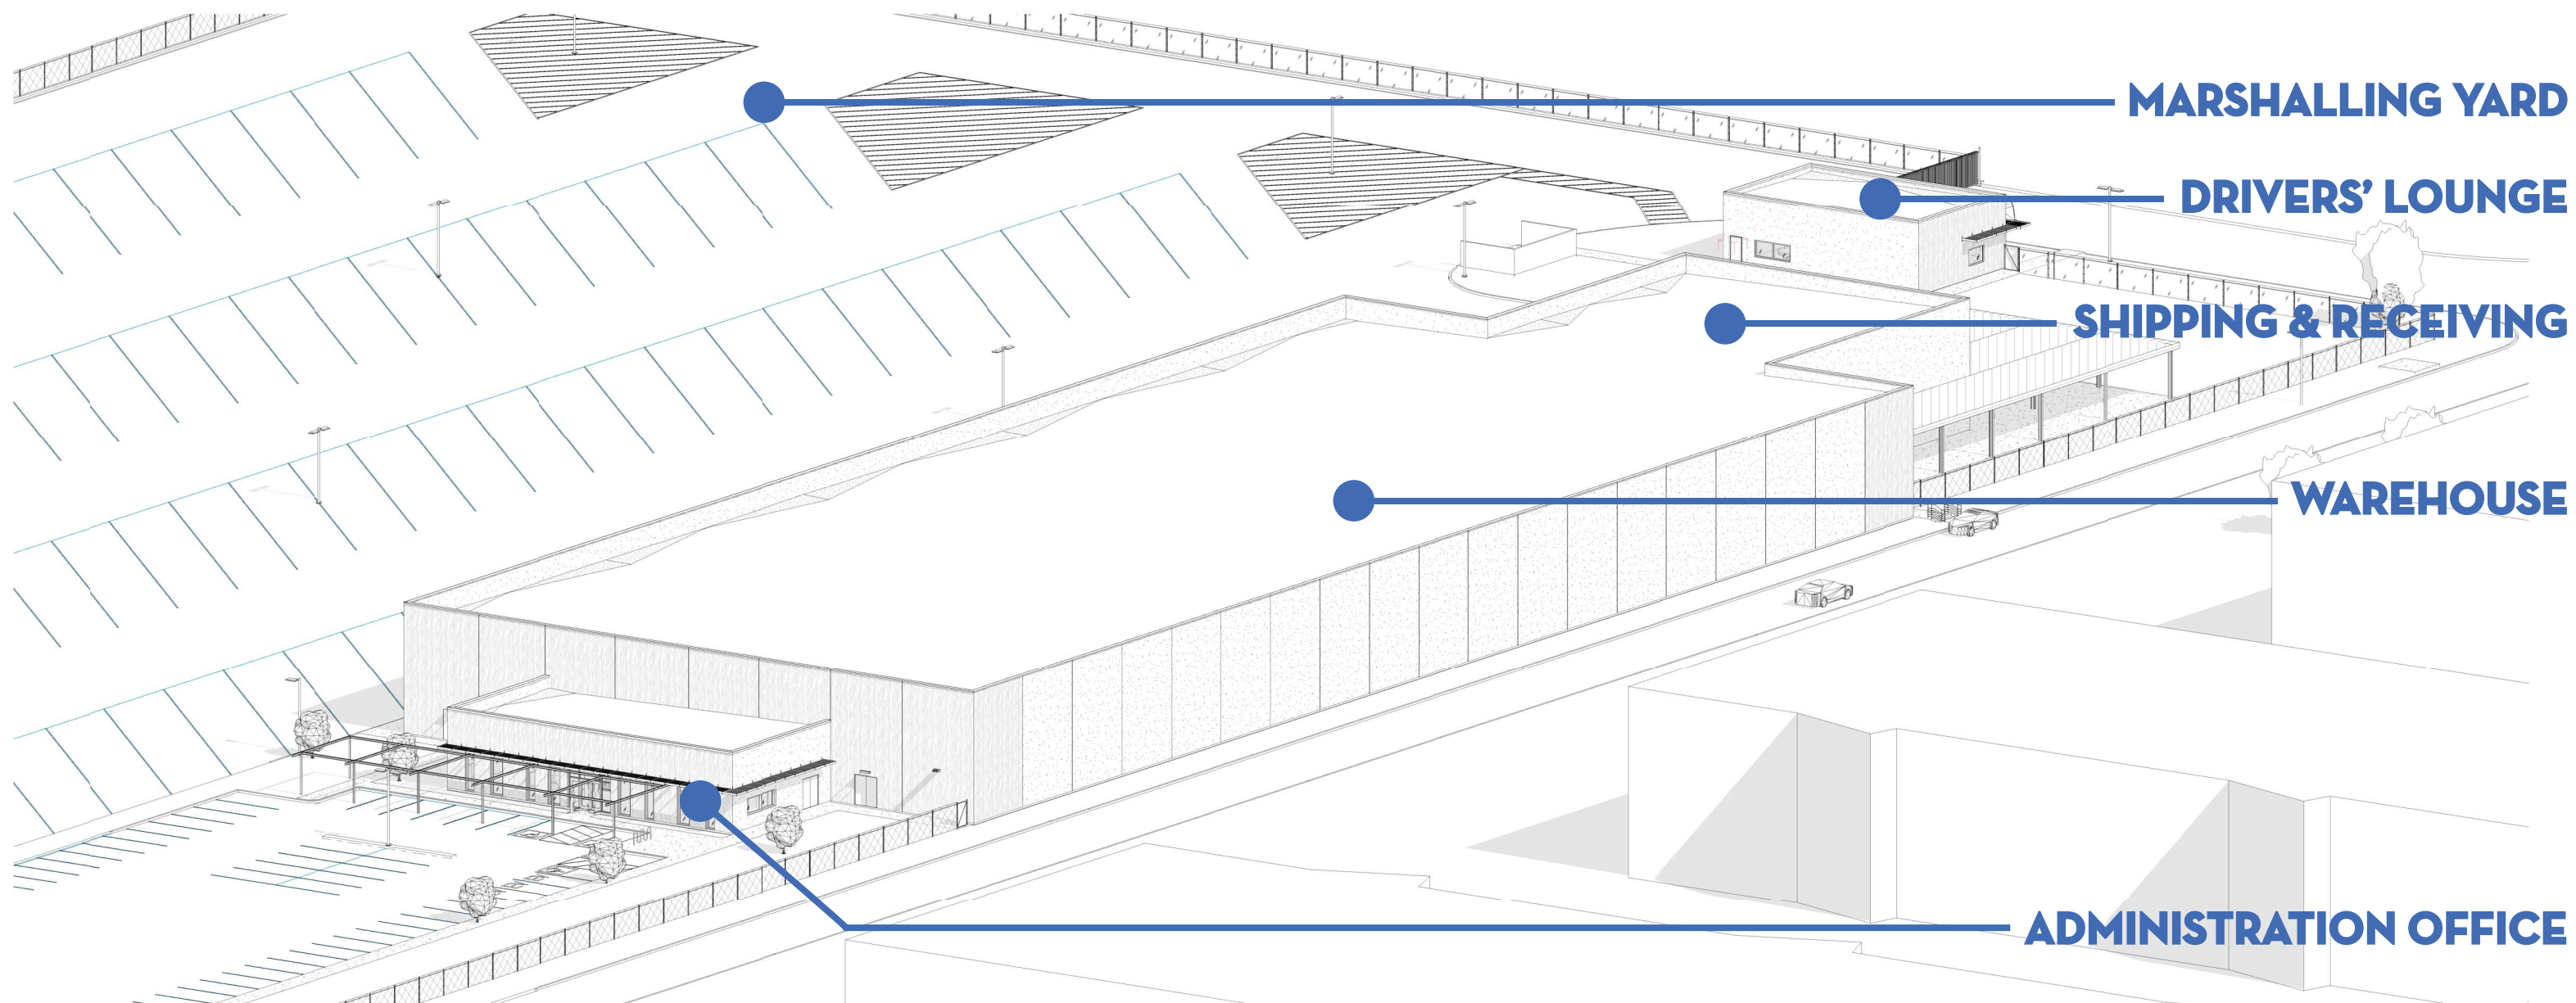 MARSHALLING YARD
DRIVERS’ LOUNGE
SHIPPING & RECEIVING
WAREHOUSE
ADMINISTRATION OFFICE